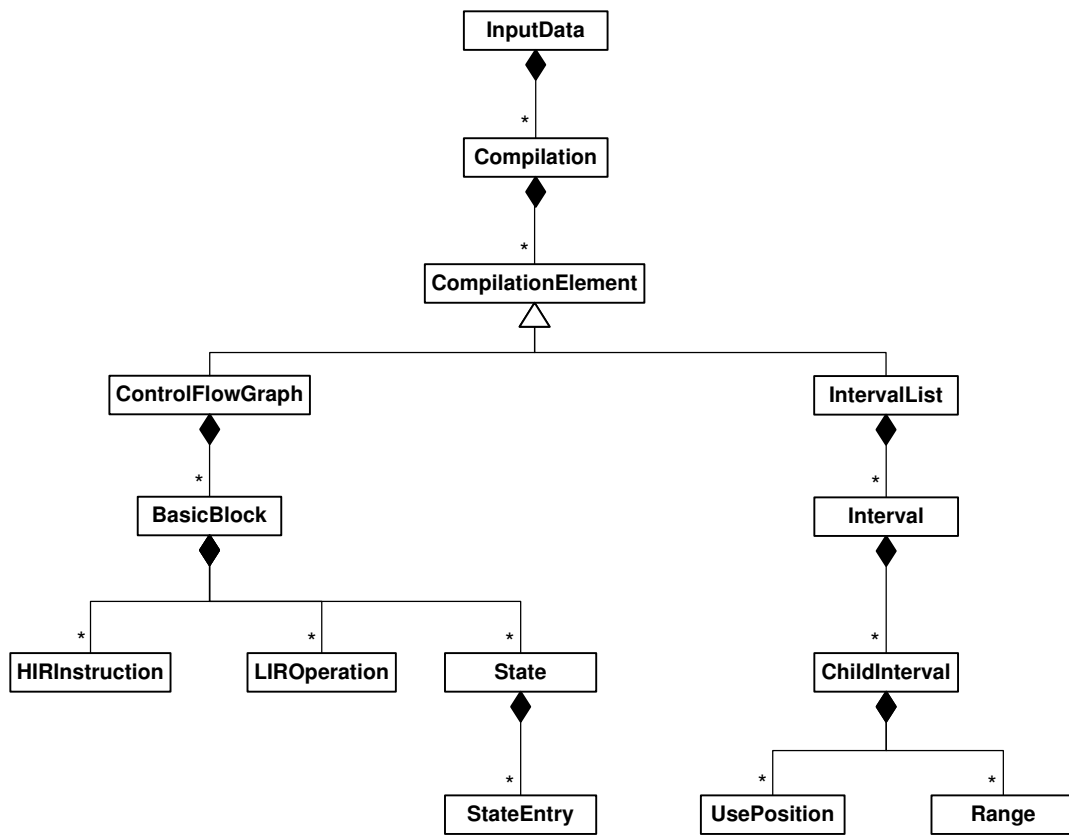 InputData
*
Compilation
*
CompilationElement
ControlFlowGraph
IntervalList
*
*
BasicBlock
Interval
*
*
*
*
HIRInstruction
LIROperation
State
ChildInterval
*
*
*
StateEntry
UsePosition
Range